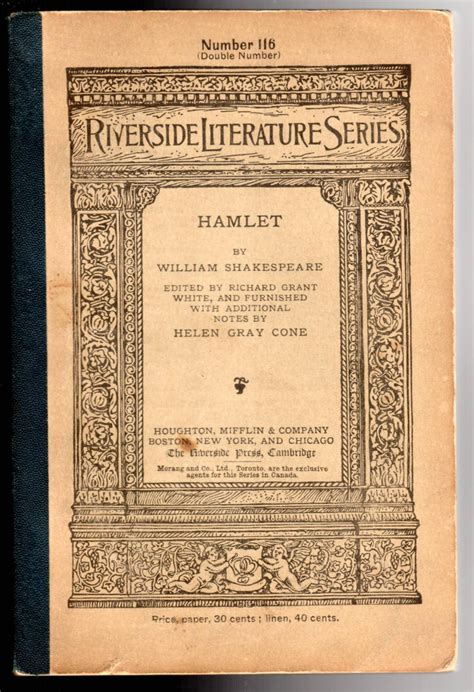 Number 116
(Double Number)
RIVERSIDE LITERATURE SERIES
HAMLET
BY
WILLIAM SHAKESPEARE
EDITED BY RICHARD GRANT
WHITE, AND FURNISHED
WITH ADDITIONAL
NOTES BY
HELEN GRAY CONE
HOUGHTON, MIFFLIN & COMPANY
BOSTON, NEW YORK, AND CHICAGO
The Riverside Press, Cambridge
Morang and Co., Ltd., Toronto, are the exclusive
agents for this Series in Canada.
Price, paper, 30 cents; linen, 40 cents.